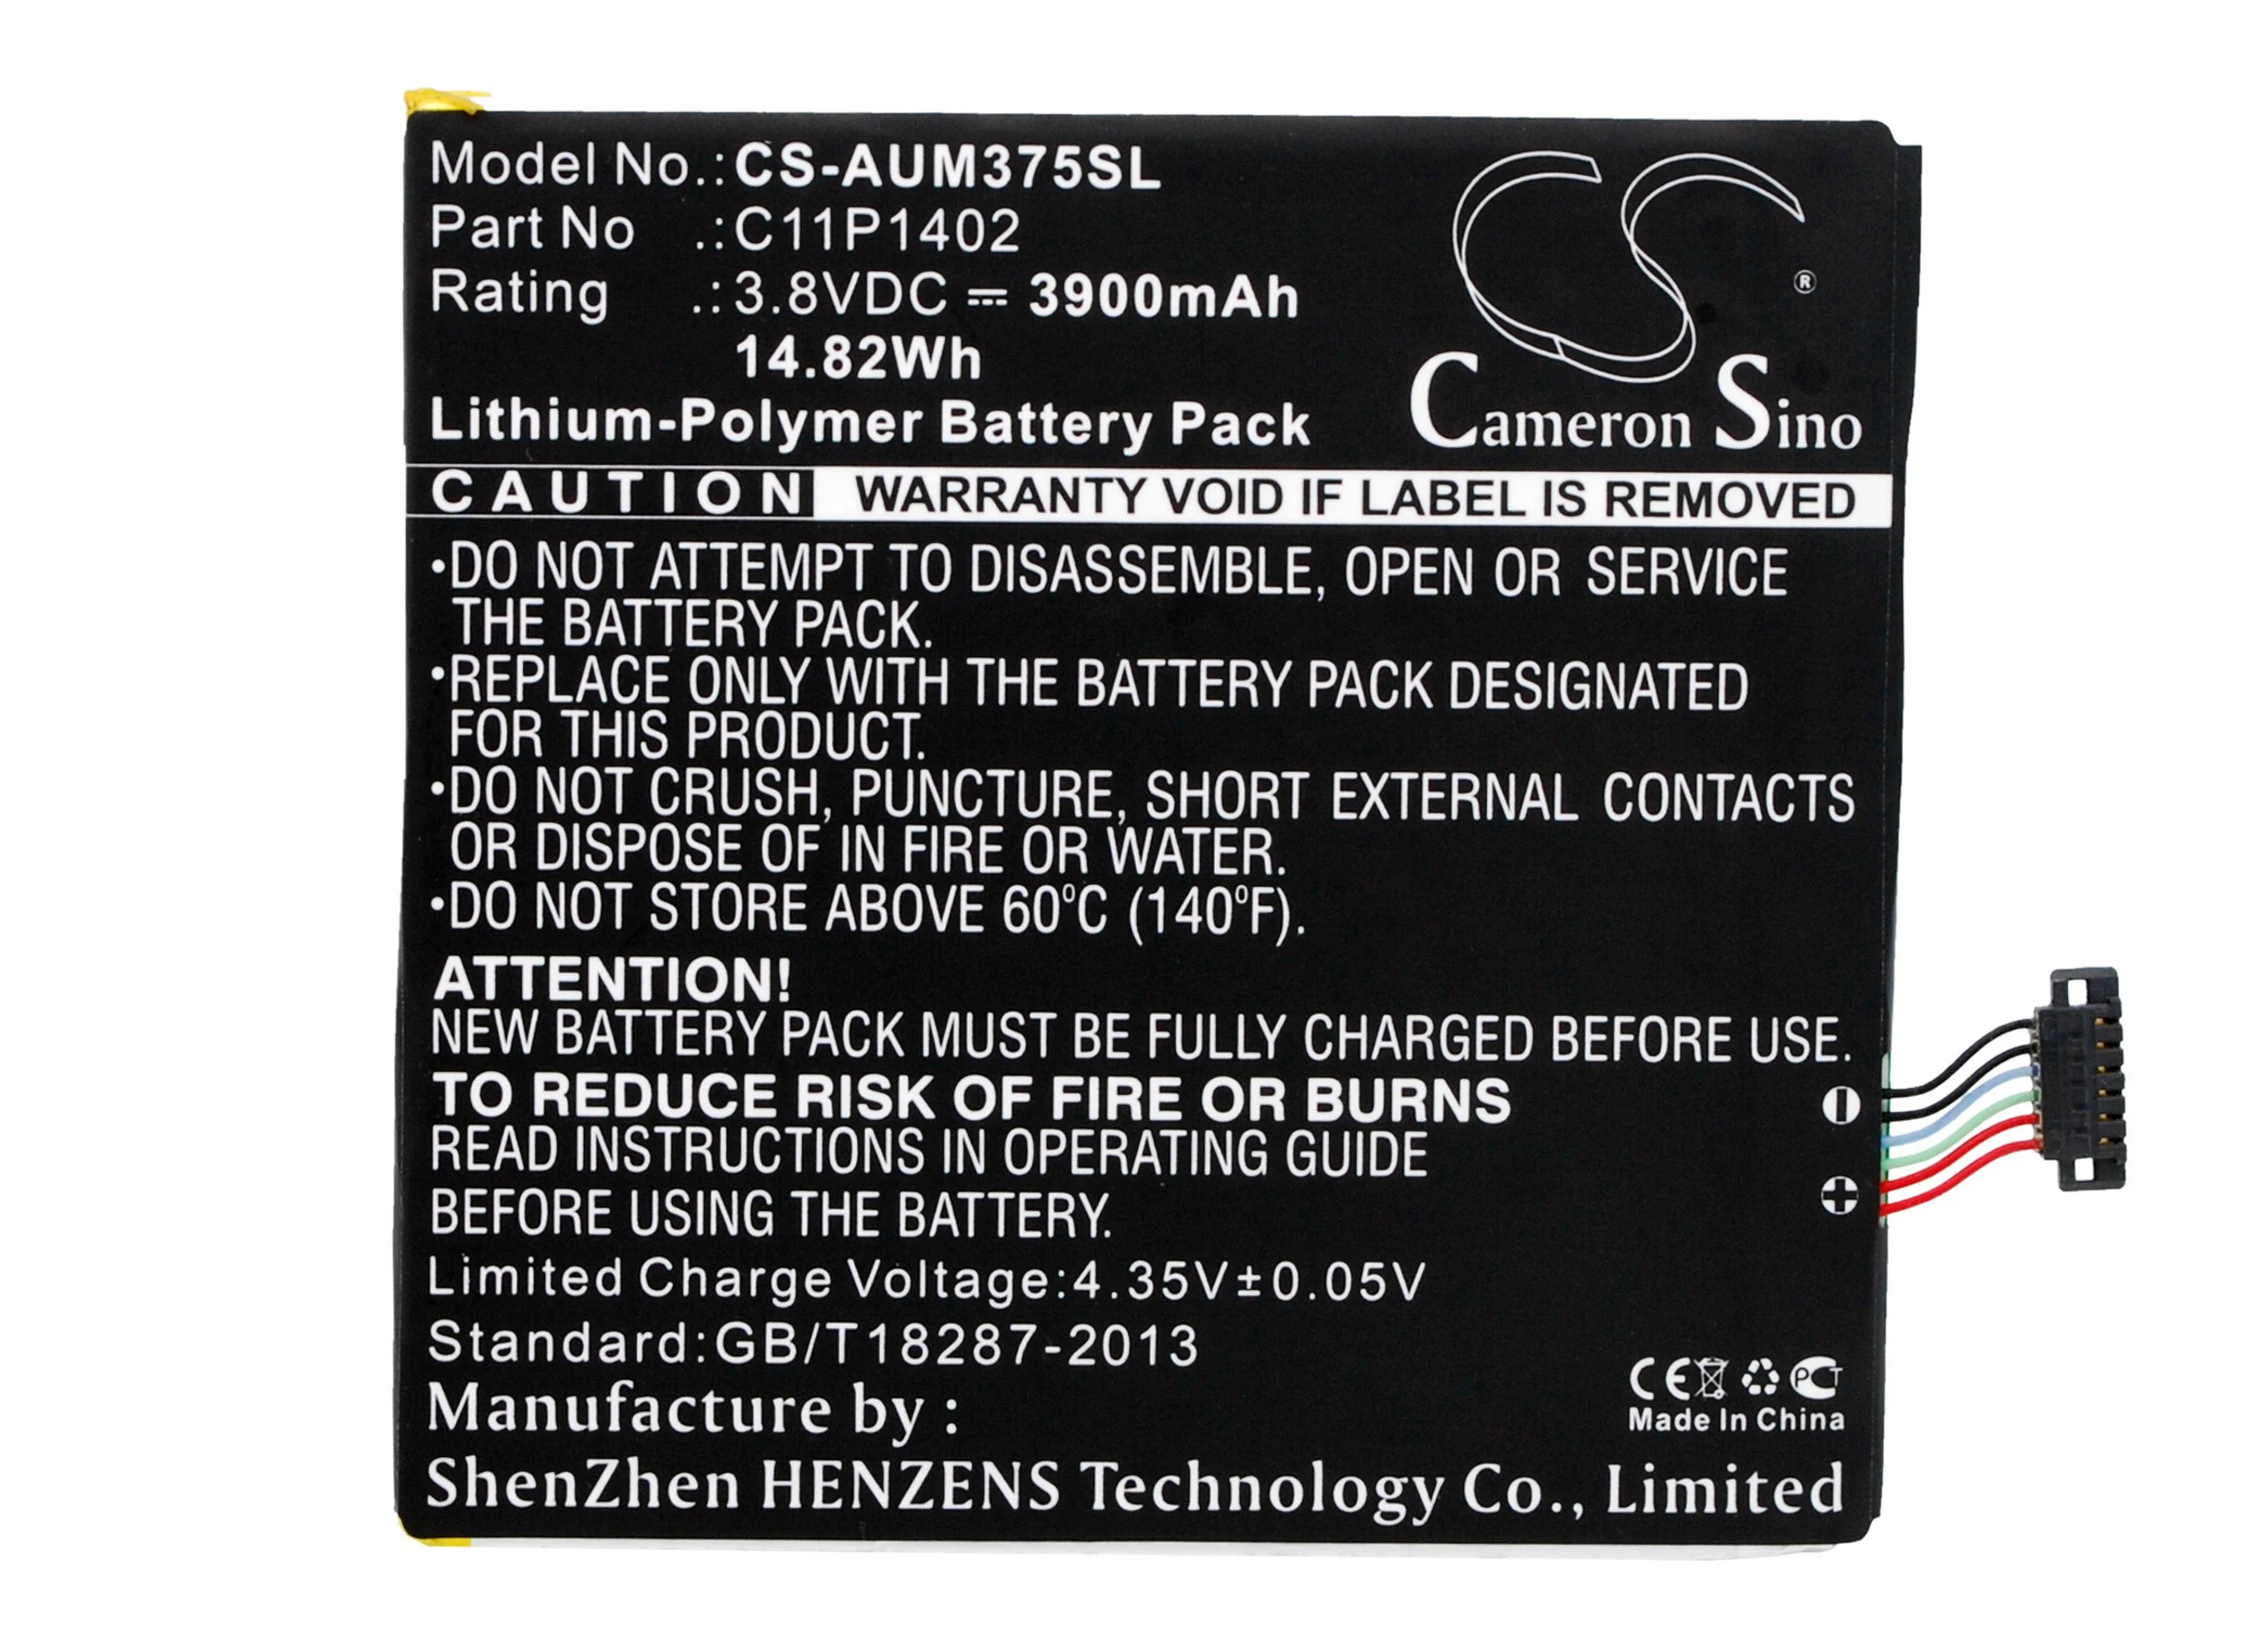 Model No.:CS-AUM375SL
Part No .:C11P1402
Rating .:3.8VDC ⎓ 3900mAh
14.82Wh
Lithium-Polymer Battery Pack
CS
®
Cameron Sino
CAUTION WARRANTY VOID IF LABEL IS REMOVED
•DO NOT ATTEMPT TO DISASSEMBLE, OPEN OR SERVICE
THE BATTERY PACK.
•REPLACE ONLY WITH THE BATTERY PACK DESIGNATED
FOR THIS PRODUCT.
•DO NOT CRUSH, PUNCTURE, SHORT EXTERNAL CONTACTS
OR DISPOSE OF IN FIRE OR WATER.
•DO NOT STORE ABOVE 60°C (140°F).
ATTENTION!
NEW BATTERY PACK MUST BE FULLY CHARGED BEFORE USE.
TO REDUCE RISK OF FIRE OR BURNS
READ INSTRUCTIONS IN OPERATING GUIDE
BEFORE USING THE BATTERY.
Limited Charge Voltage:4.35V±0.05V
Standard:GB/T18287-2013
CE PCT
Made In China
Manufacture by :
ShenZhen HENZENS Technology Co., Limited